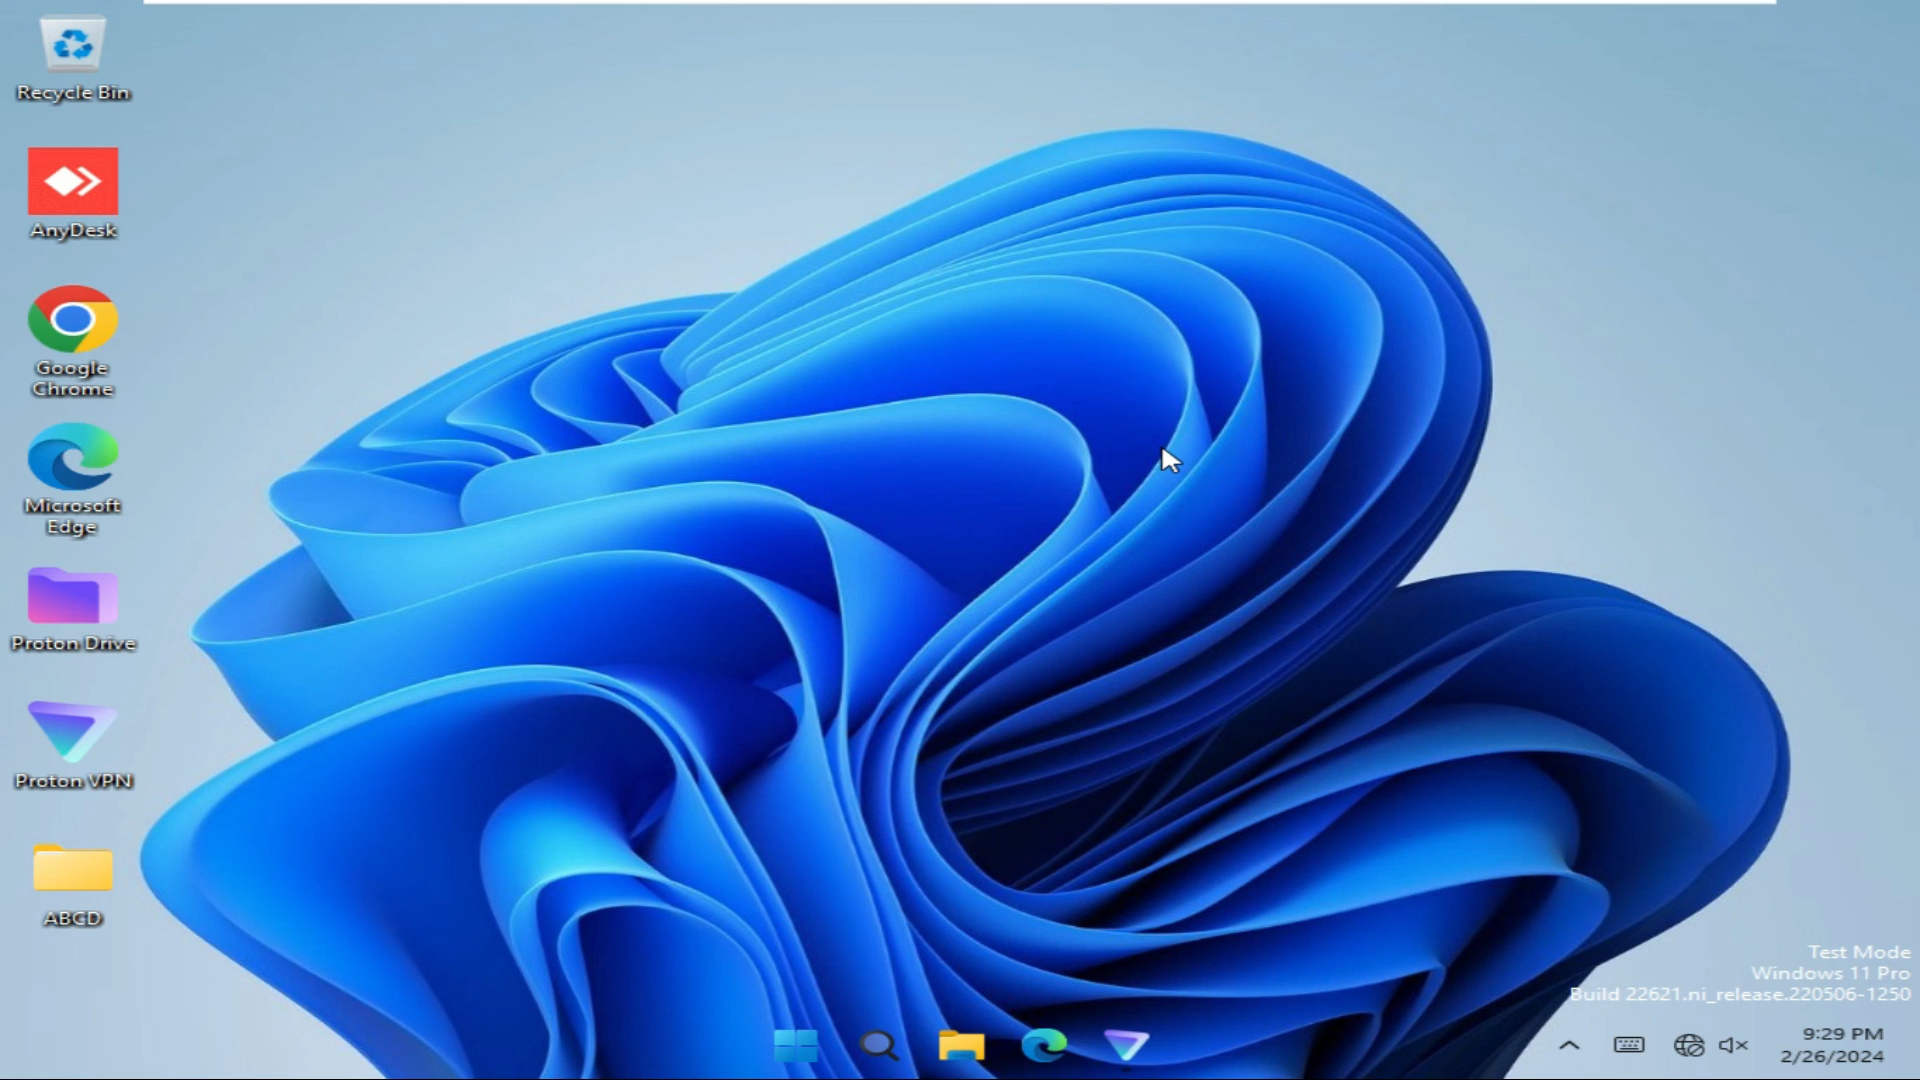 Recycle Bin
AnyDesk
Google
Chrome
Microsoft
Edge
Proton Drive
Proton VPN
ABCD
Test Mode
Windows 11 Pro
Build 22621.ni_release.220506-1250
9:29 PM
2/26/2024